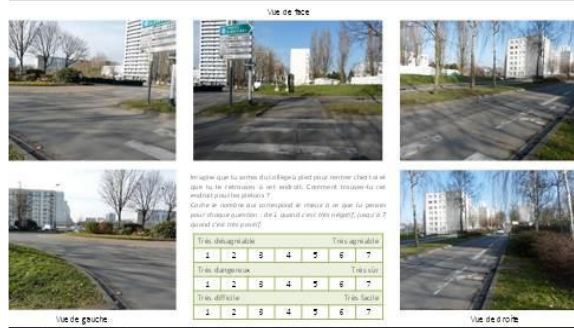 Vue de face
Imagine que tu sortes du collège à pied pour rentrer chez toi et
que tu te retrouves à cet endroit. Comment trouves-tu cet
endroit pour les piétons ?
Coche le nombre qui correspond le mieux à ce que tu penses
pour chaque question : de 1 quand c'est très négatif, jusqu'à 7
quand c'est très positif.
Très désagréable Très agréable
1 2 3 4 5 6 7
Très dangereux Très sûr
1 2 3 4 5 6 7
Très difficile Très facile
1 2 3 4 5 6 7
Vue de gauche
Vue de droite